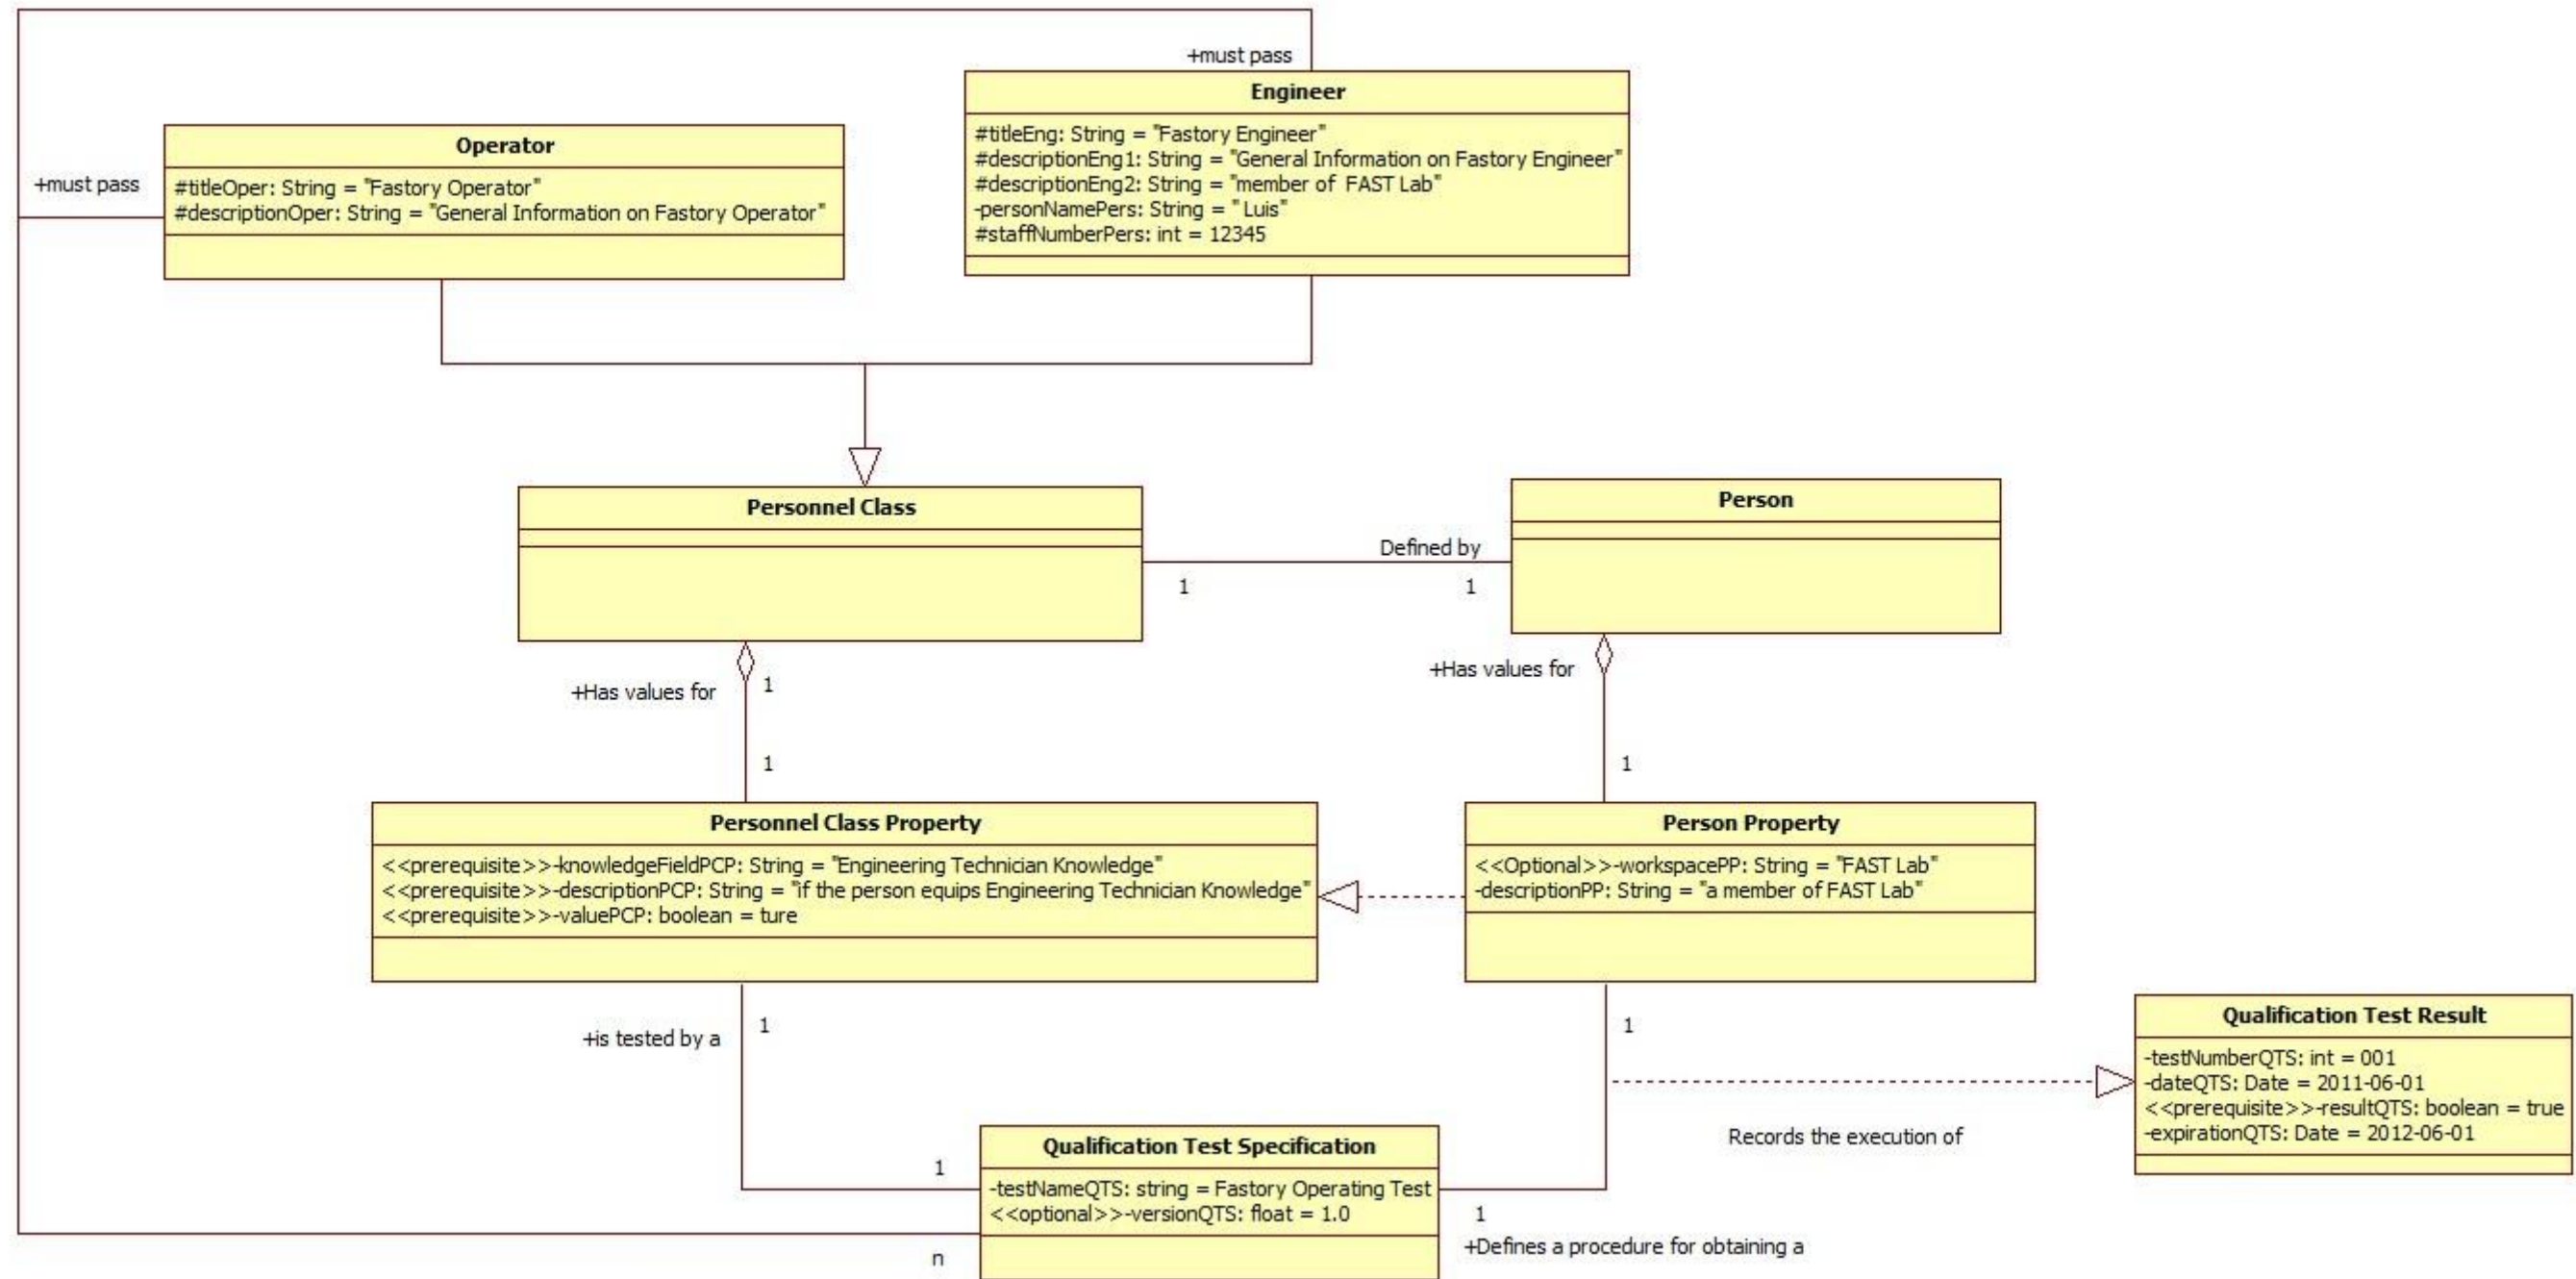 +must pass
Engineer
#titleEng: String = "Fastory Engineer"
#descriptionEng1: String = "General Information on Fastory Engineer"
#descriptionEng2: String = "member of  FAST Lab"
-personNamePers: String = " Luis"
#staffNumberPers: int = 12345
Operator
+must pass
#titleOper: String = "Fastory Operator"
#descriptionOper: String = "General Information on Fastory Operator"
Personnel Class
Person
Defined by
1
1
+Has values for
1
1
+Has values for
1
Personnel Class Property
<<prerequisite>>-knowledgeFieldPCP: String = "Engineering Technician Knowledge"
<<prerequisite>>-descriptionPCP: String = "if the person equips Engineering Technician Knowledge"
<<prerequisite>>-valuePCP: boolean = ture
Person Property
<<Optional>>-workspacePP: String = "FAST Lab"
-descriptionPP: String = "a member of FAST Lab"
+is tested by a
1
1
1
Qualification Test Result
-testNumberQTS: int = 001
-dateQTS: Date = 2011-06-01
<<prerequisite>>-resultQTS: boolean = true
-expirationQTS: Date = 2012-06-01
Records the execution of
Qualification Test Specification
-testNameQTS: string = Fastory Operating Test
<<optional>>-versionQTS: float = 1.0
1
+Defines a procedure for obtaining a
n